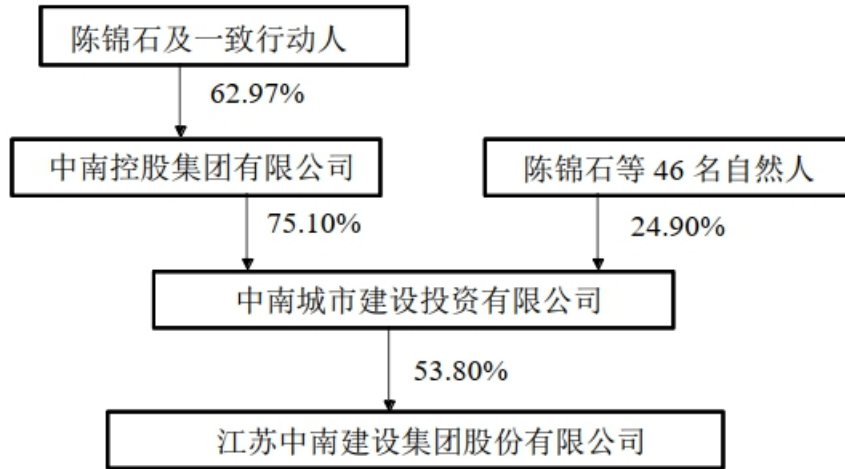 陈锦石及一致行动人
62.97%
中南控股集团有限公司
陈锦石等 46 名自然人
75.10%
24.90%
中南城市建设投资有限公司
53.80%
江苏中南建设集团股份有限公司